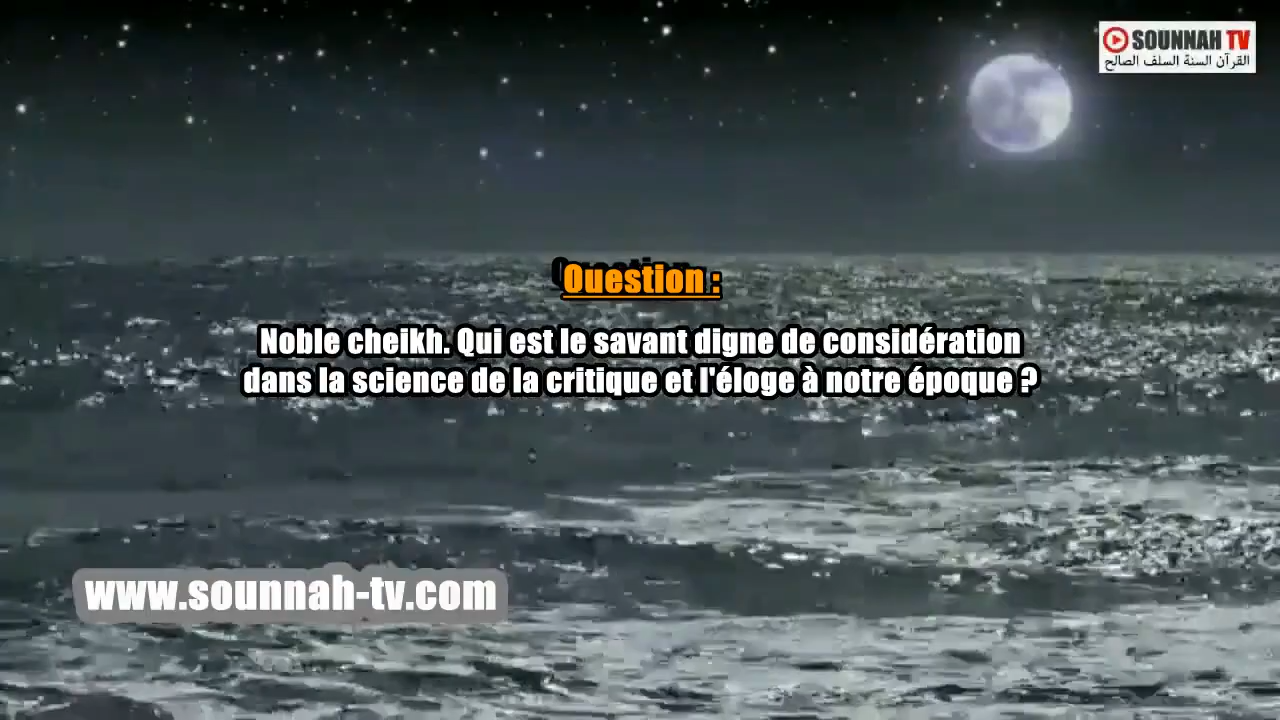 SOUNNAH TV
القرآن السنة السلف الصالح
Question :
Noble cheikh. Qui est le savant digne de considération
dans la science de la critique et l'éloge à notre époque ?
www.sounnah-tv.com